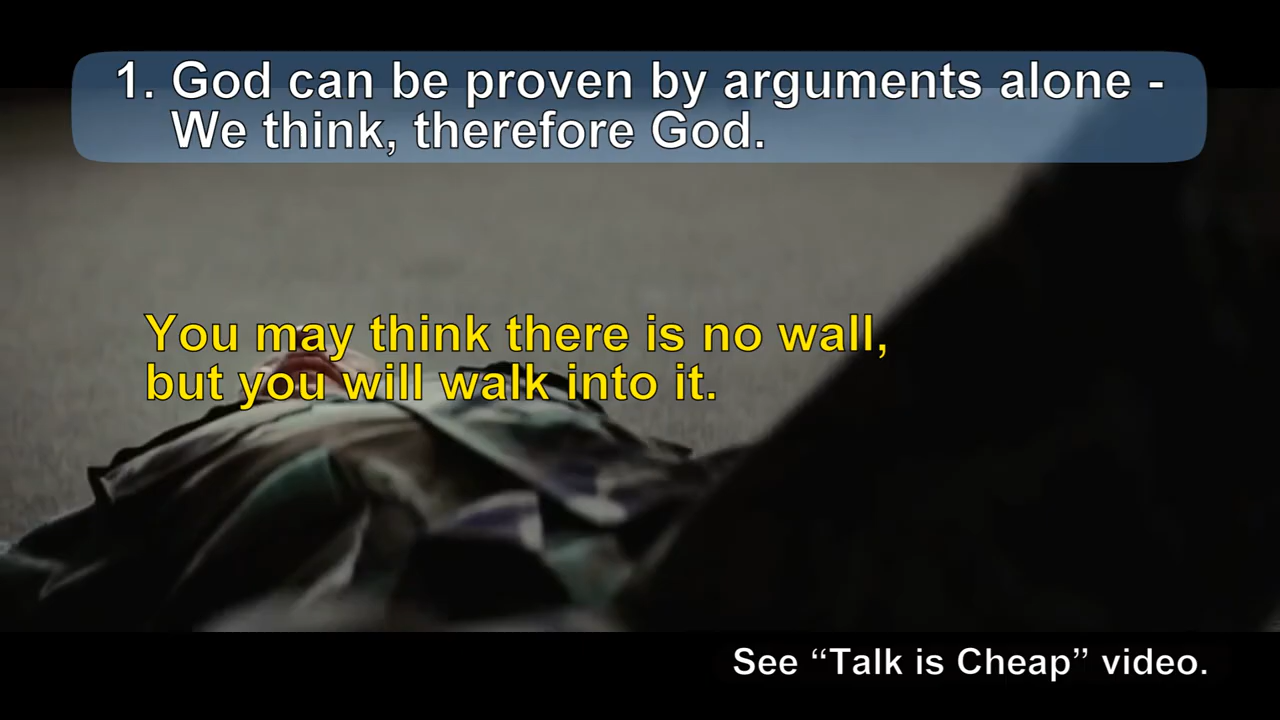 1. God can be proven by arguments alone -
We think, therefore God.
You may think there is no wall,
but you will walk into it.
See “Talk is Cheap” video.